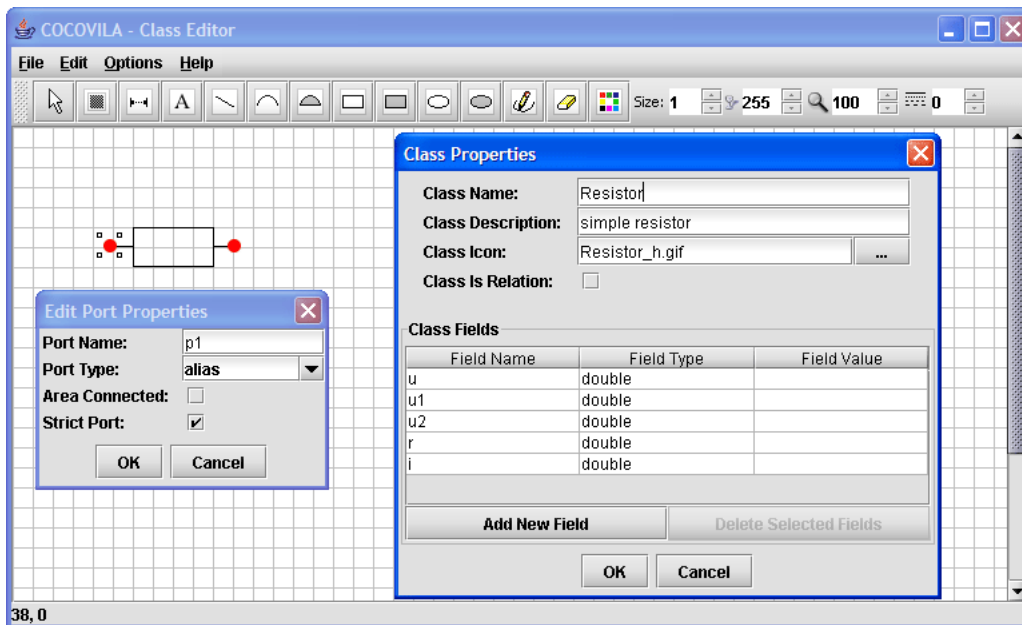 COCOVILA - Class Editor
File Edit Options Help
A Size: 1 255 100 0
Class Properties
Class Name: Resistor
Class Description: simple resistor
Class Icon: Resistor_h.gif ...
Class Is Relation:
Edit Port Properties
Port Name: p1
Port Type: alias
Area Connected:
Strict Port:
OK Cancel
Class Fields
Field Name Field Type Field Value
u double
u1 double
u2 double
r double
i double
Add New Field Delete Selected Fields
OK Cancel
38, 0